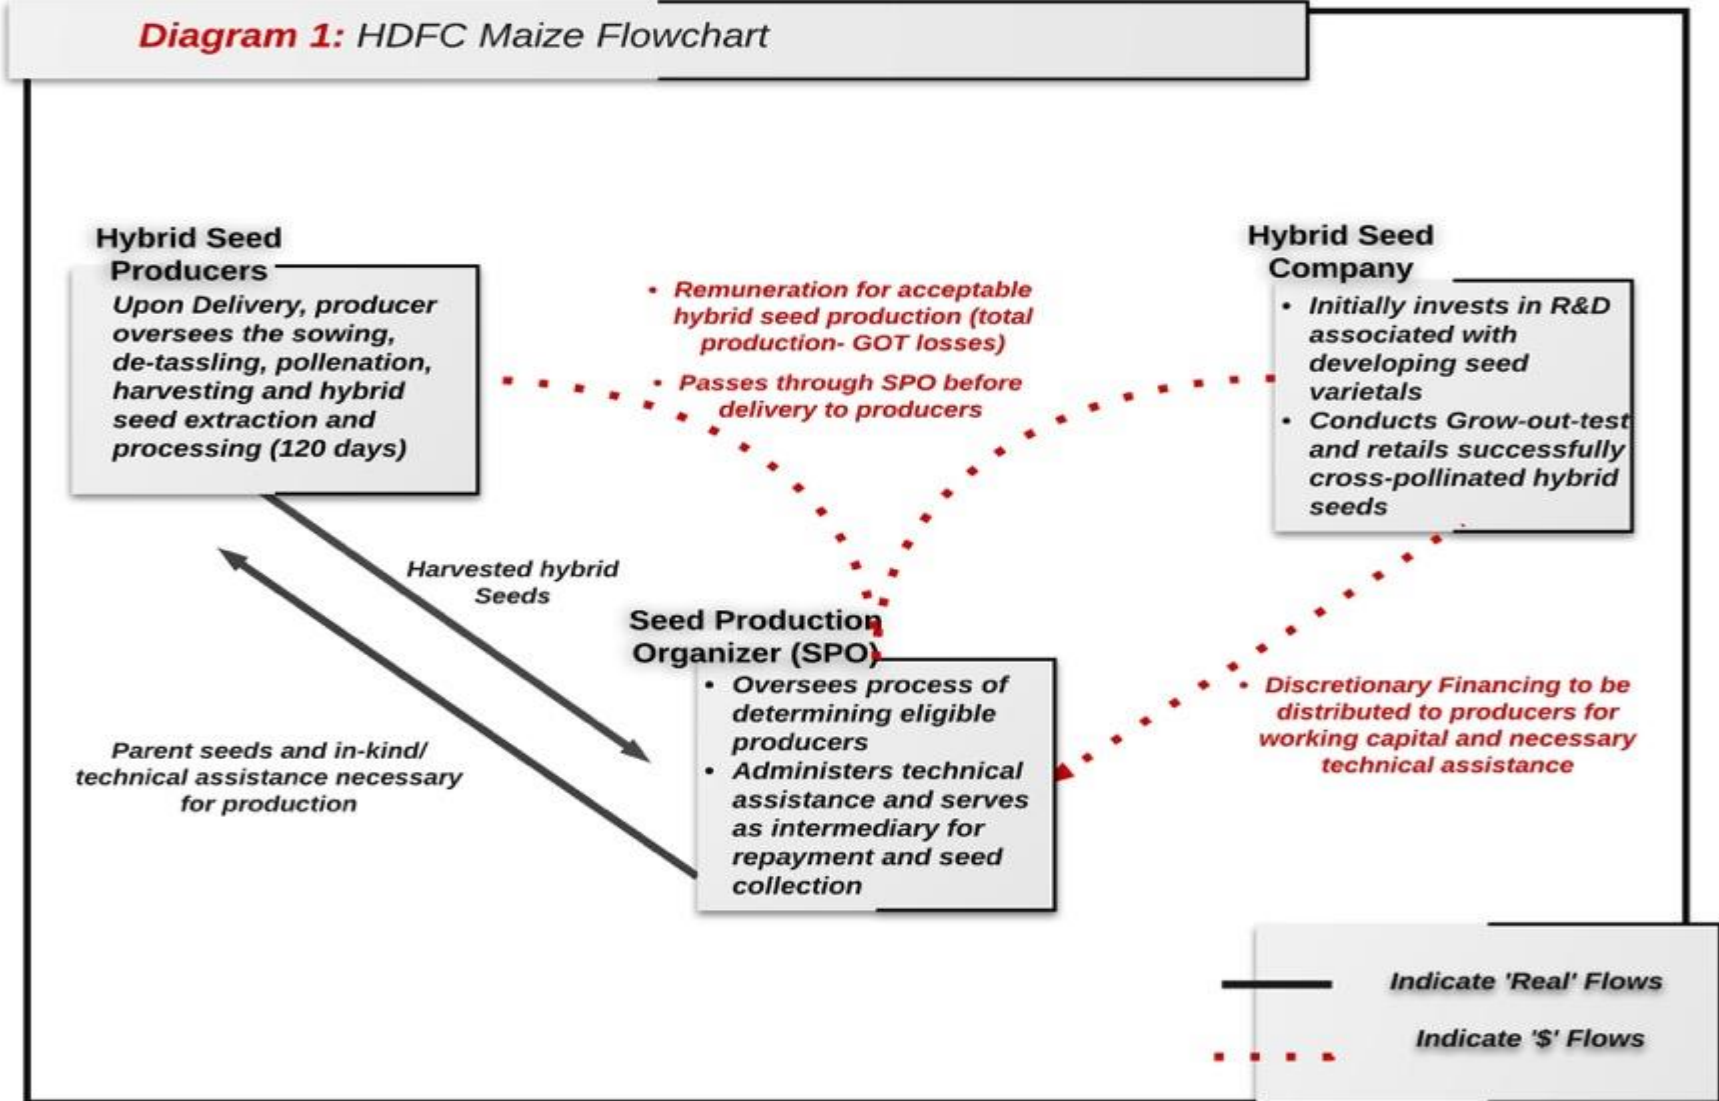 Diagram 1: HDFC Maize Flowchart
Hybrid Seed
Producers
Upon Delivery, producer
oversees the sowing,
de-tassling, pollenation,
harvesting and hybrid
seed extraction and
processing (120 days)
• Remuneration for acceptable
hybrid seed production (total
production- GOT losses)
• Passes through SPO before
delivery to producers
Hybrid Seed
Company
• Initially invests in R&D
associated with
developing seed
varietals
• Conducts Grow-out-test
and retails successfully
cross-pollinated hybrid
seeds
Harvested hybrid
Seeds
Parent seeds and in-kind/
technical assistance necessary
for production
Seed Production
Organizer (SPO)
• Oversees process of
determining eligible
producers
• Administers technical
assistance and serves
as intermediary for
repayment and seed
collection
• Discretionary Financing to be
distributed to producers for
working capital and necessary
technical assistance
Indicate 'Real' Flows
Indicate '$' Flows